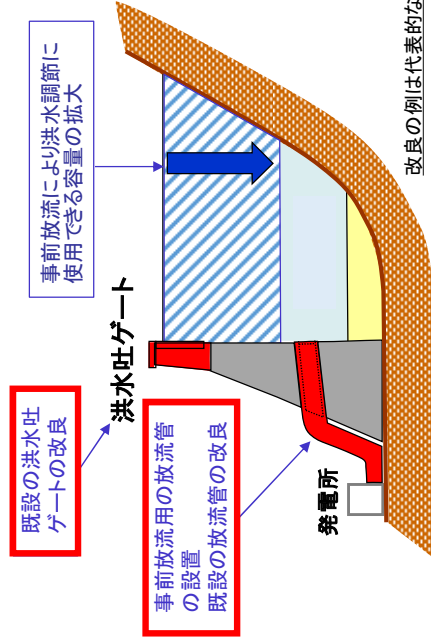 事前放流により洪水調節に
使用できる容量の拡大
既設の洪水吐
ゲートの改良
洪水吐ゲート
事前放流用の放流管
の設置
既設の放流管の改良
発電所
改良の例は代表的な